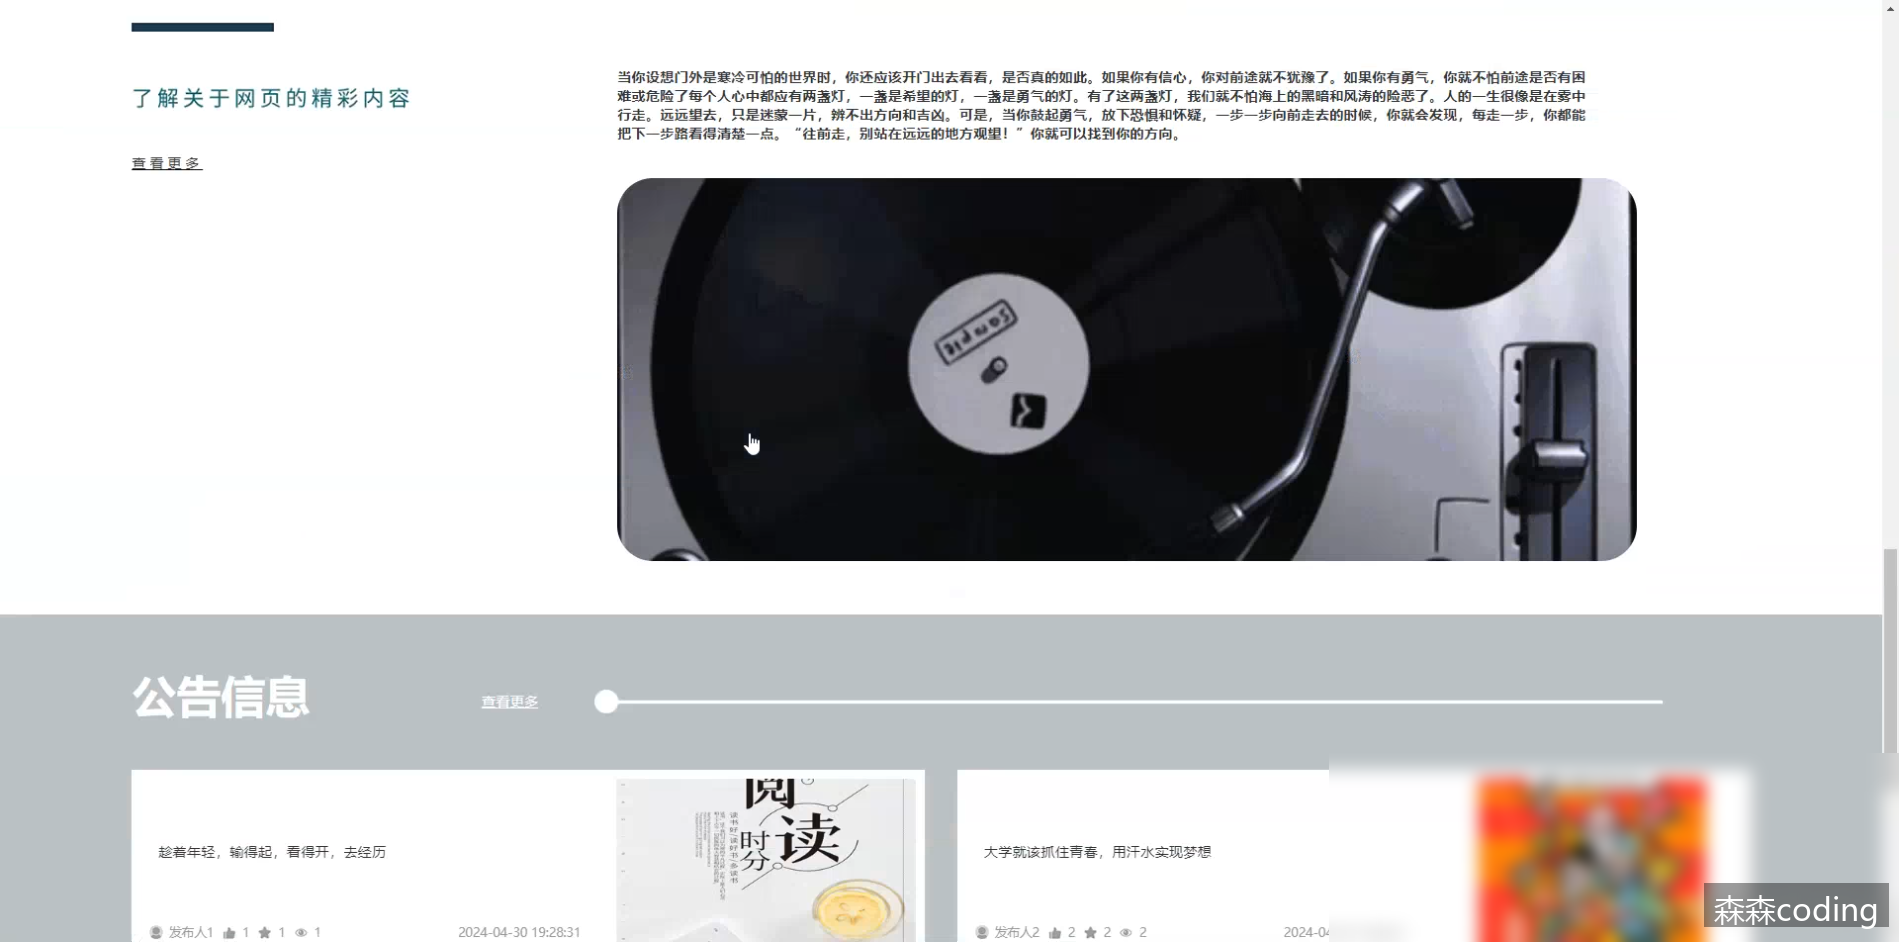 了解关于网页的精彩内容
查看更多
当你设想门外是寒冷可怕的世界时，你还应该开门出去看看，是否真的如此。如果你有信心，你对前途就不犹豫了。如果你有勇气，你就不怕前途是否有困
难或危险了每个人心中都应有两盏灯，一盏是希望的灯，一盏是勇气的灯。有了这两盏灯，我们就不怕海上的黑暗和风涛的险恶了。人的一生很像是在雾中
行走。远远望去，只是迷蒙一片，辨不出方向和吉凶。可是，当你鼓起勇气，放下恐惧和怀疑，一步一步向前走去的时候，你就会发现，每走一步，你都能
把下一步路看得清楚一点。“往前走，别站在远远的地方观望！”你就可以找到你的方向。
sample
公告信息
查看更多
趁着年轻，输得起，看得开，去经历
发布人1 1 1 1
2024-04-30 19:28:31
阅
读
时
分
读书好/读好书/多读书
大学就该抓住青春，用汗水实现梦想
发布人2 2 2 2
2024-04
森森coding